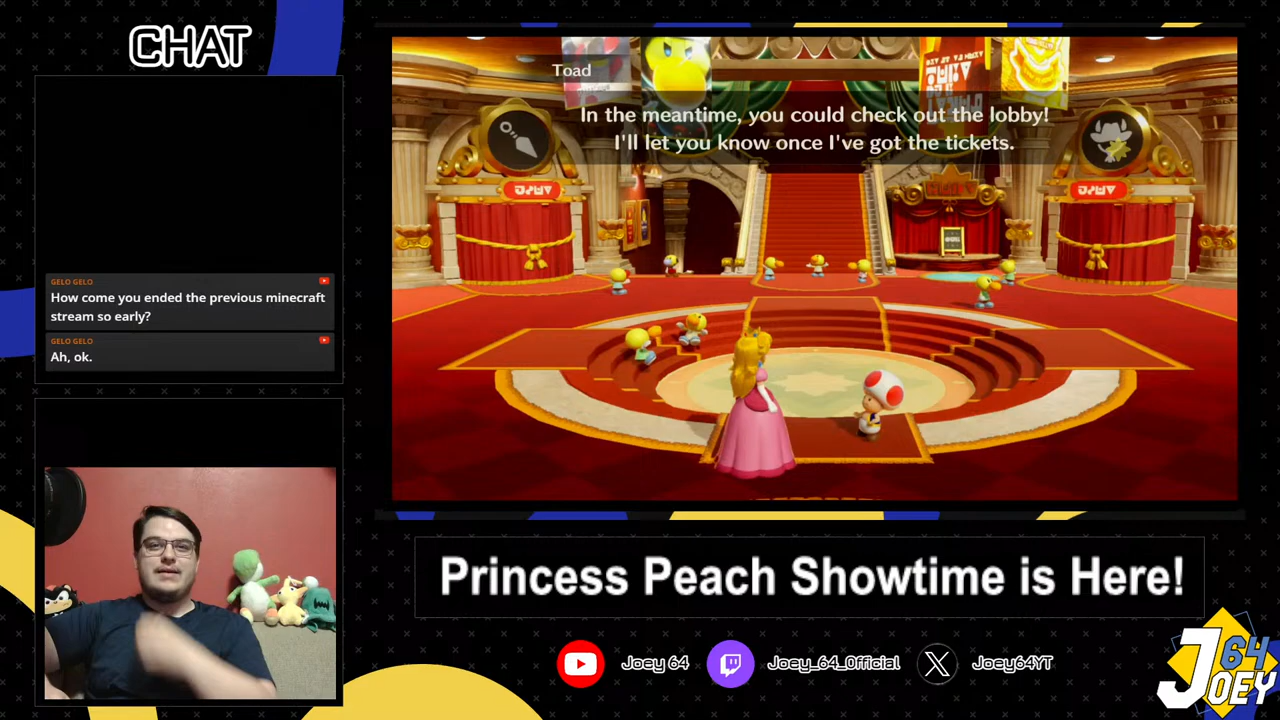 CHAT
GELO GELO
How come you ended the previous minecraft
stream so early?
GELO GELO
Ah, ok.
Toad
In the meantime, you could check out the lobby!
I'll let you know once I've got the tickets.
Princess Peach Showtime is Here!
Joey 64
Joey_64_Official
Joey64YT
J64
OEY